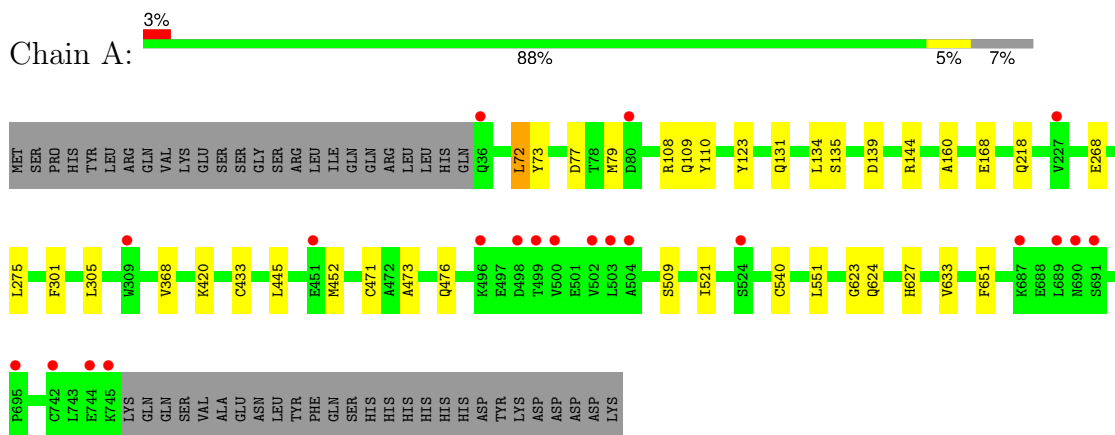 3%
Chain A:
88% 5% 7%
MET SER PRO HIS TYR LEU ARG GLN VAL LYS GLU SER SER GLY SER ARG LEU ILE GLN GLN ARG LEU LEU HIS GLN Q36 L72 Y73 D77 T78 M79 D80 R108 Q109 Y110 Y123 Q131 L134 S135 D139 R144 A160 E168 Q218 V227 E268
L275 F301 L305 W309 V368 K420 C433 L445 E451 M452 C471 A472 A473 Q476 K496 E497 D498 T499 V500 E501 V502 L503 A504 S509 I521 S524 C540 L551 G623 Q624 H627 V633 F651 K687 E688 L689 N690 S691
P695 C742 L743 E744 K745 LYS GLN GLN SER VAL ALA GLU ASN LEU TYR PHE GLN SER HIS HIS HIS HIS HIS HIS ASP TYR LYS ASP ASP ASP ASP LYS